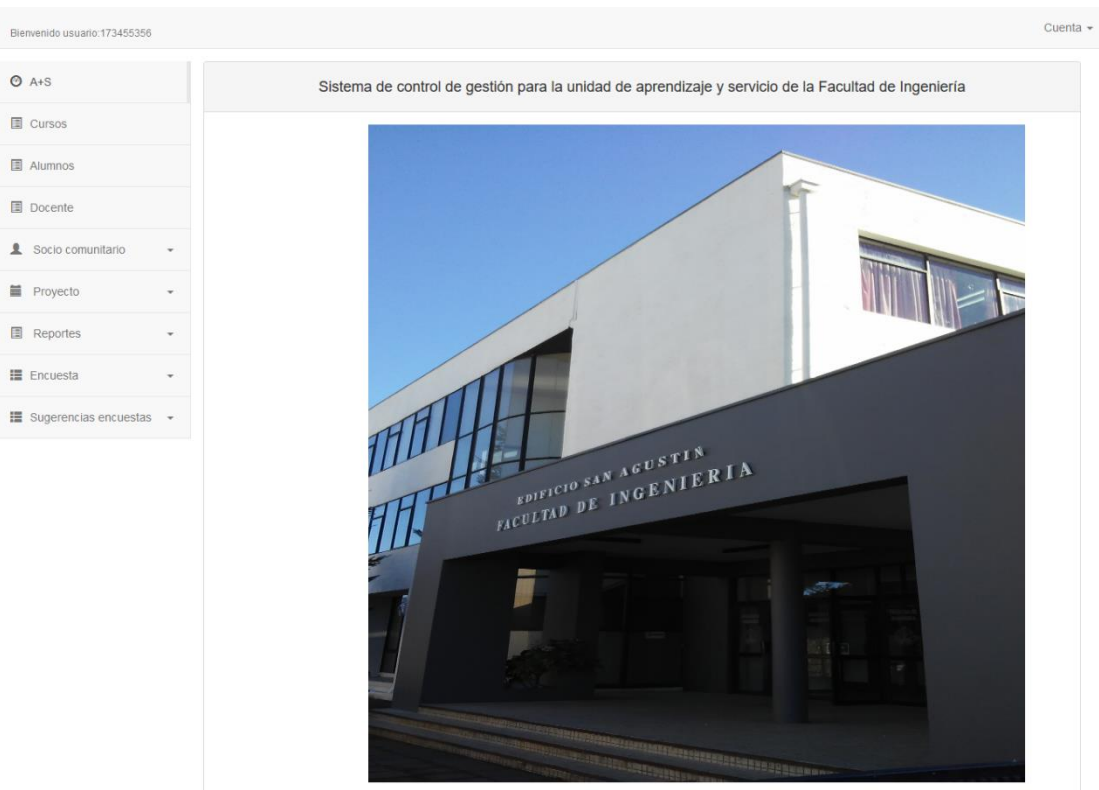 Bienvenido usuario:173455356
Cuenta
A+S
Cursos
Alumnos
Docente
Socio comunitario
Proyecto
Reportes
Encuesta
Sugerencias encuestas
Sistema de control de gestión para la unidad de aprendizaje y servicio de la Facultad de Ingeniería
EDIFICIO SAN AGUSTIN
FACULTAD DE INGENIERIA